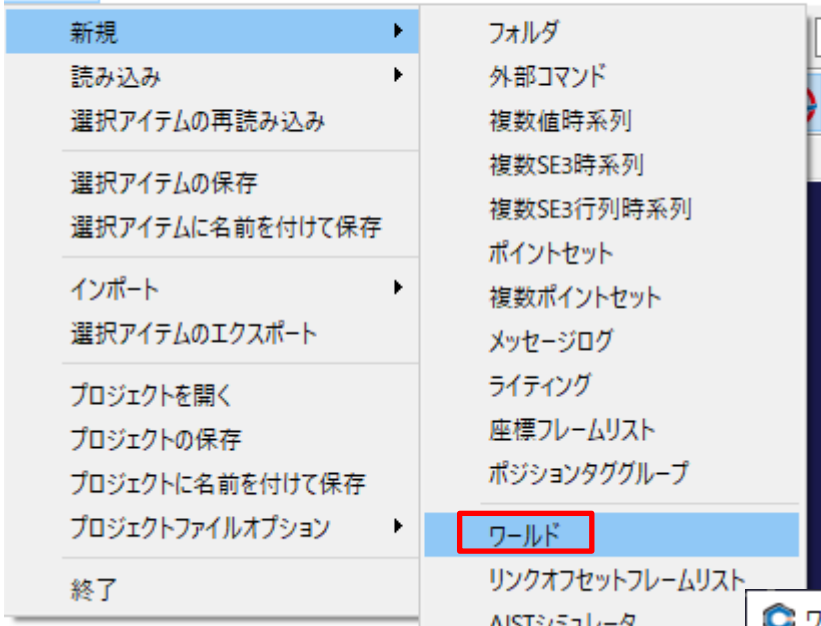 新規
読み込み
選択アイテムの再読み込み
選択アイテムの保存
選択アイテムに名前を付けて保存
インポート
選択アイテムのエクスポート
プロジェクトを開く
プロジェクトの保存
プロジェクトに名前を付けて保存
プロジェクトファイルオプション
終了
フォルダ
外部コマンド
複数値時系列
複数SE3時系列
複数SE3行列時系列
ポイントセット
複数ポイントセット
メッセージログ
ライティング
座標フレームリスト
ポジションタググループ
ワールド
リンクオフセットフレームリスト
AISTシミュレータ